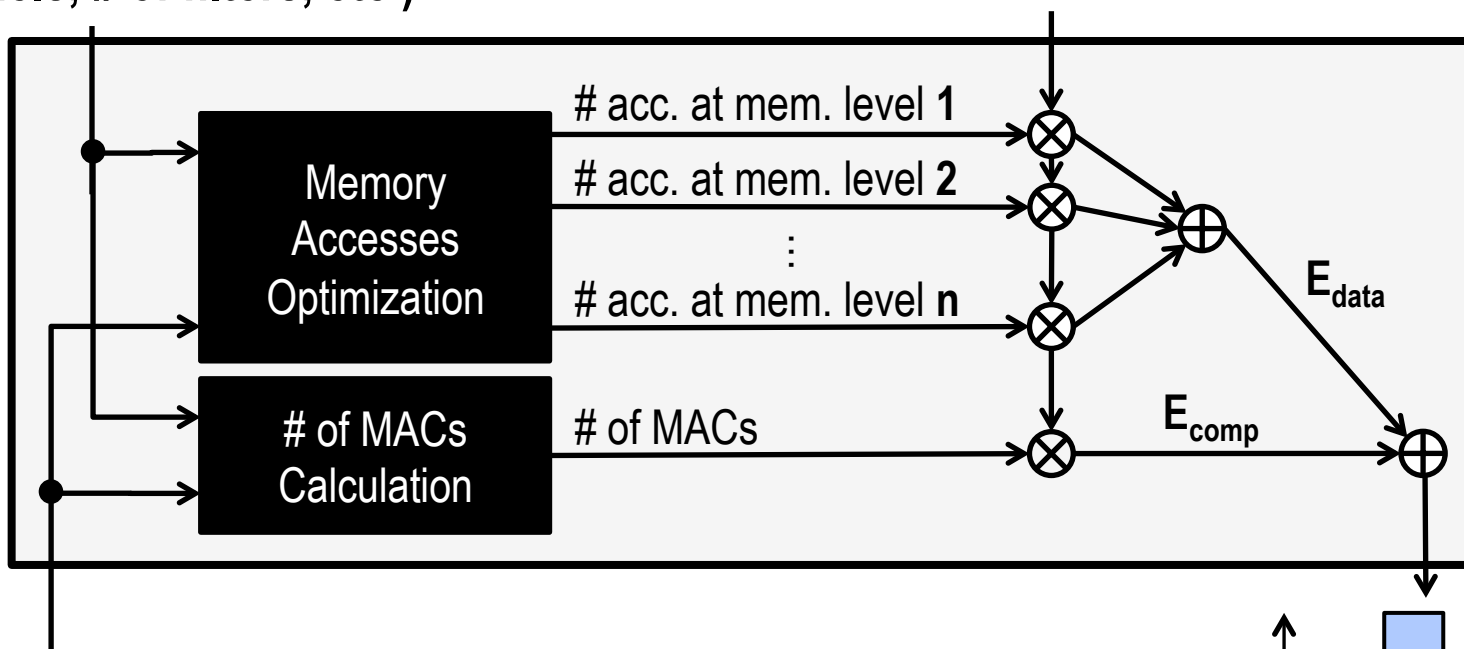 # acc. at mem. level 1
# acc. at mem. level 2
⋮
# acc. at mem. level n
Memory
Accesses
Optimization
E_data
# of MACs
Calculation
# of MACs
E_comp